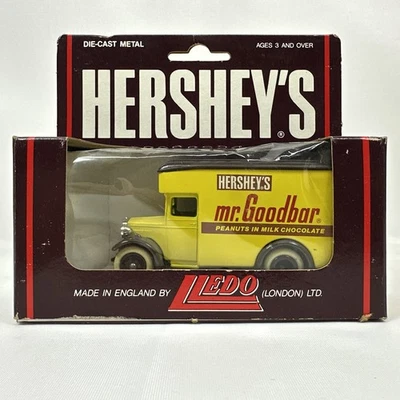 DIE-CAST METAL
AGES 3 AND OVER
HERSHEY'S®
HERSHEY'S
mr.Goodbar®
PEANUTS IN MILK CHOCOLATE
MADE IN ENGLAND BY LLEDO (LONDON) LTD.